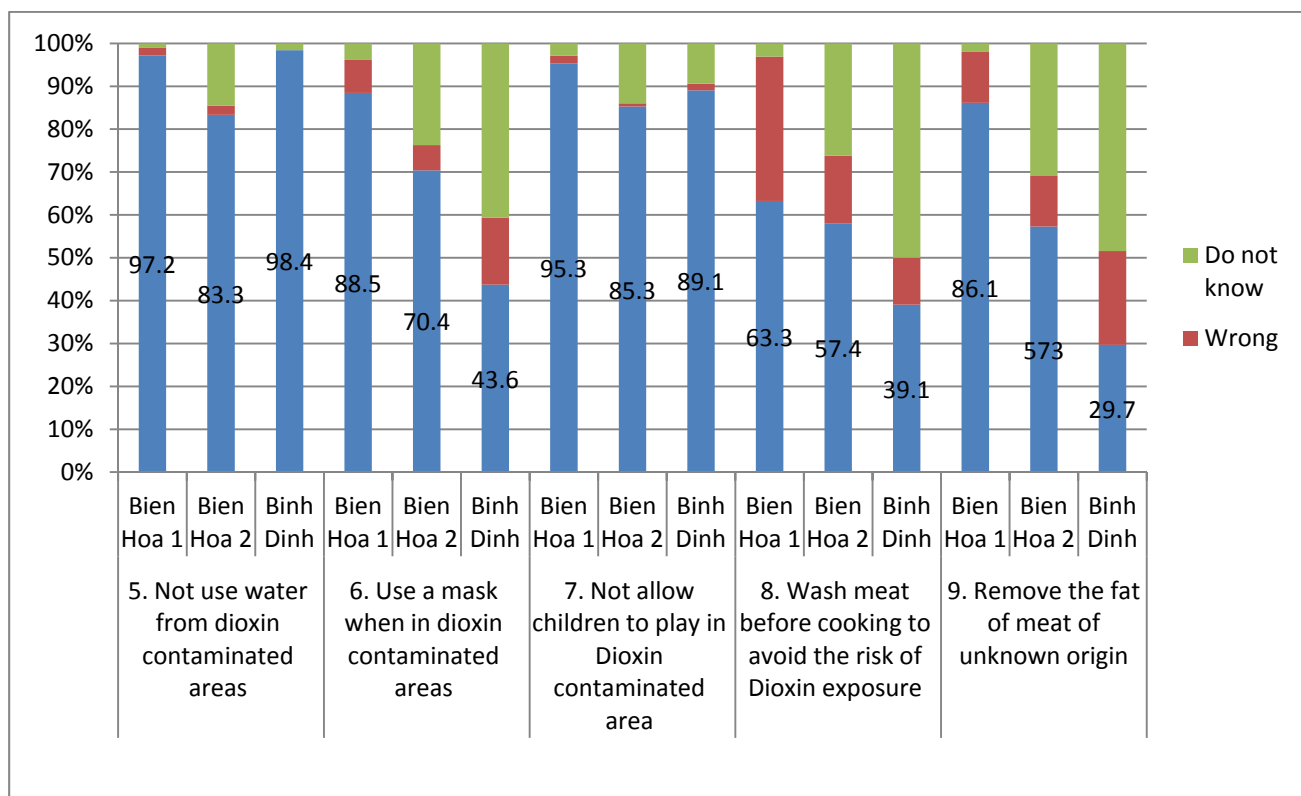 100%
90%
80%
70%
60%
50%
40%
30%
20%
10%
0%
97.2
83.3
98.4
88.5
70.4
43.6
95.3
85.3
89.1
63.3
57.4
39.1
86.1
573
29.7
Do not
know
Wrong
Bien Bien Binh Bien Bien Binh Bien Bien Binh Bien Bien Binh Bien Bien Binh
Hoa 1 Hoa 2 Dinh Hoa 1 Hoa 2 Dinh Hoa 1 Hoa 2 Dinh Hoa 1 Hoa 2 Dinh Hoa 1 Hoa 2 Dinh
5. Not use water
from dioxin
contaminated
areas
6. Use a mask
when in dioxin
contaminated
areas
7. Not allow
children to play in
Dioxin
contaminated
area
8. Wash meat
before cooking to
avoid the risk of
Dioxin exposure
9. Remove the fat
of meat of
unknown origin